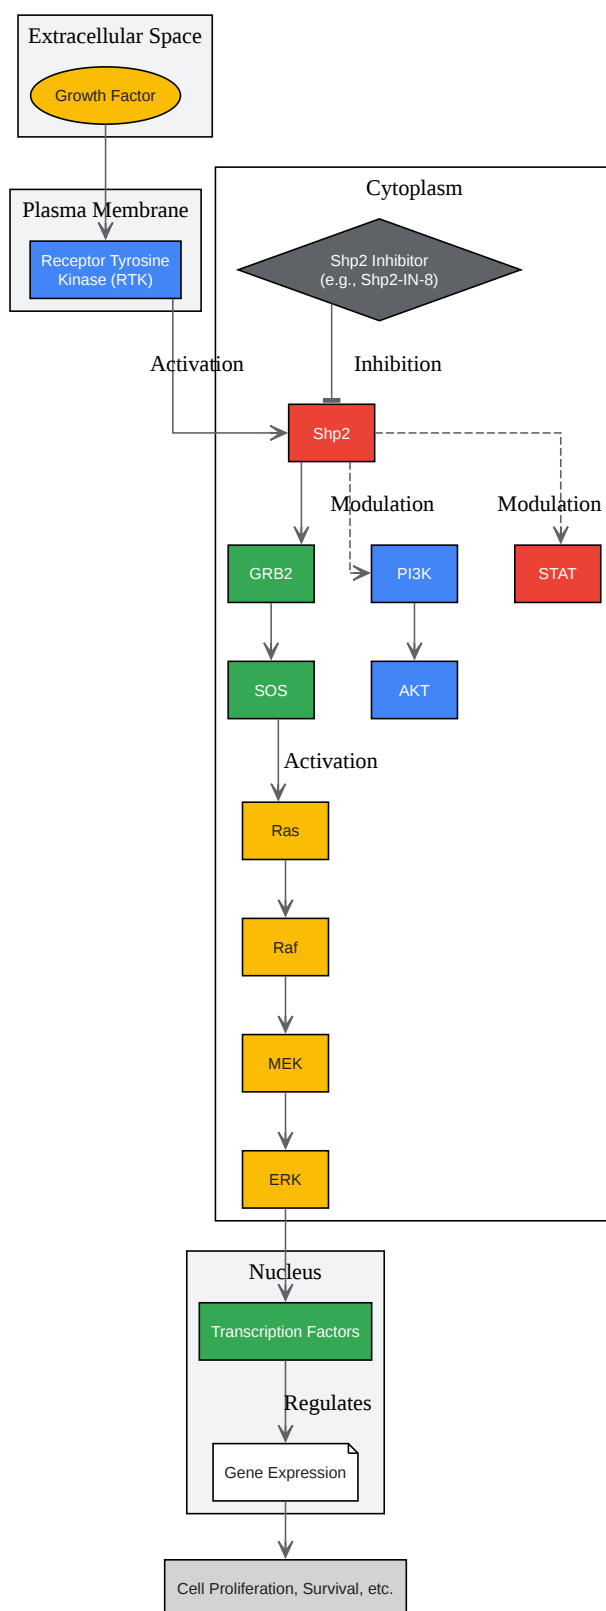 Extracellular Space
Growth Factor
Plasma Membrane
Receptor Tyrosine
Kinase (RTK)
Cytoplasm
Shp2 Inhibitor
(e.g., Shp2-IN-8)
Activation
Inhibition
Shp2
Modulation
Modulation
GRB2
PI3K
STAT
SOS
AKT
Activation
Ras
Raf
MEK
ERK
Nucleus
Transcription Factors
Regulates
Gene Expression
Cell Proliferation, Survival, etc.